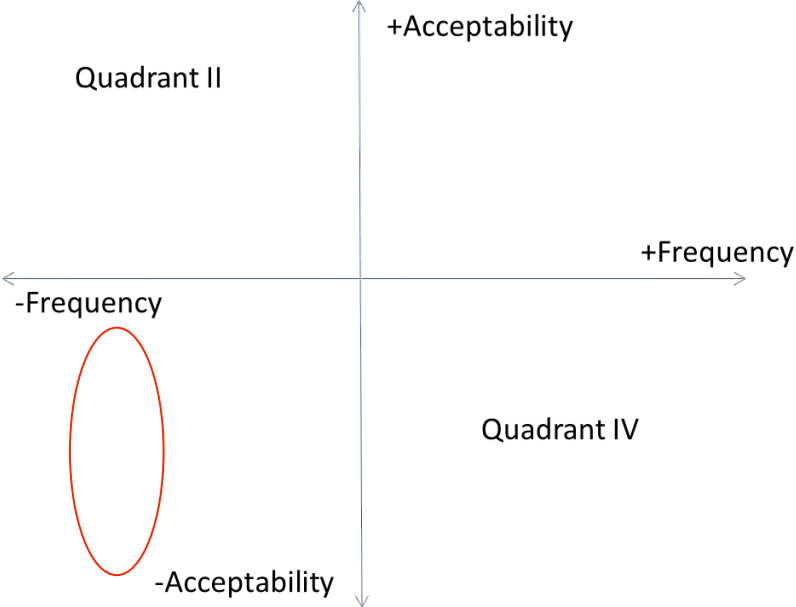 +Acceptability
Quadrant II
+Frequency
-Frequency
Quadrant IV
-Acceptability